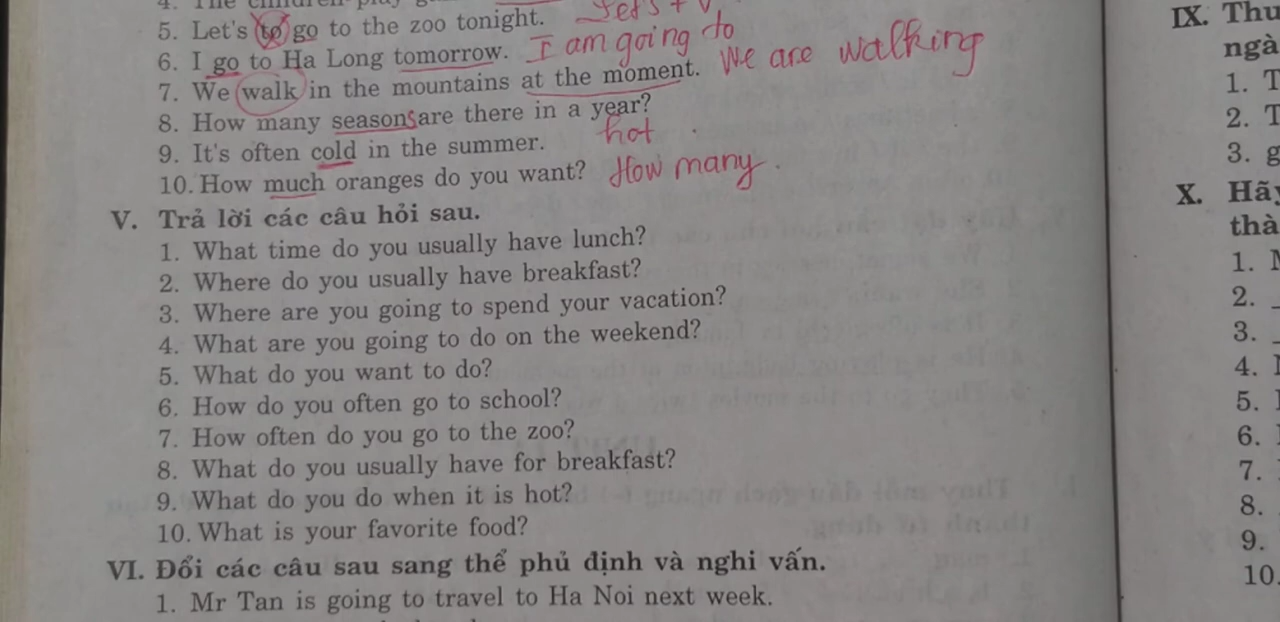 4. The children play
Let's + V
5. Let's to go to the zoo tonight.
6. I go to Ha Long tomorrow. I am going to
7. We walk in the mountains at the moment. We are walking
8. How many seasons are there in a year?
9. It's often cold in the summer. hot
10. How much oranges do you want? How many.
V. Trả lời các câu hỏi sau.
1. What time do you usually have lunch?
2. Where do you usually have breakfast?
3. Where are you going to spend your vacation?
4. What are you going to do on the weekend?
5. What do you want to do?
6. How do you often go to school?
7. How often do you go to the zoo?
8. What do you usually have for breakfast?
9. What do you do when it is hot?
10. What is your favorite food?
VI. Đổi các câu sau sang thể phủ định và nghi vấn.
1. Mr Tan is going to travel to Ha Noi next week.
IX. Thu
ngà
1. T
2. T
3. g
X. Hãy
thà
1.
2.
3.
4.
5.
6.
7.
8.
9.
10.